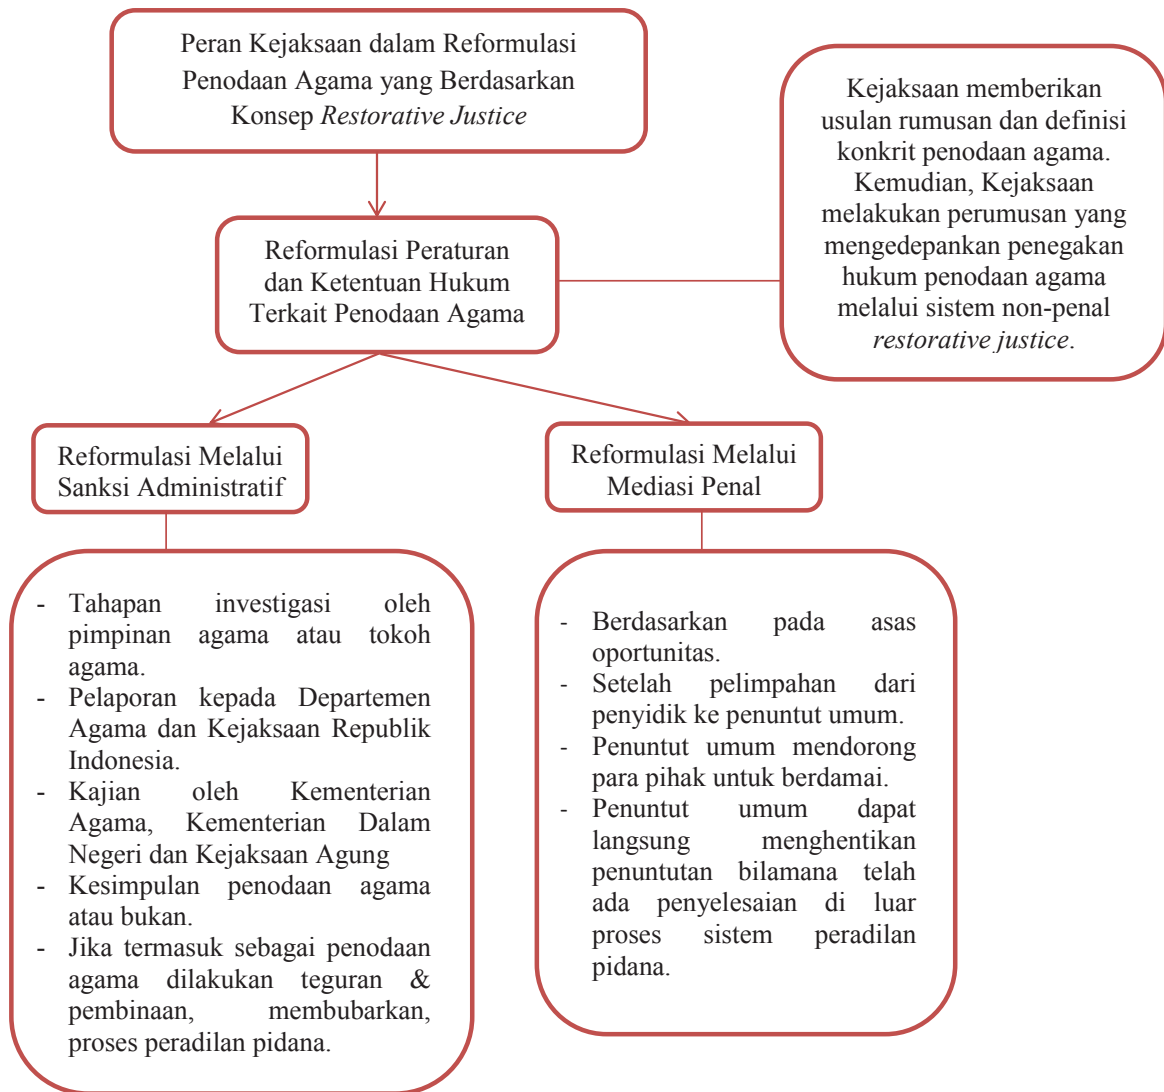 Peran Kejaksaan dalam Reformulasi
Penodaan Agama yang Berdasarkan
Konsep Restorative Justice
Kejaksaan memberikan
usulan rumusan dan definisi
konkrit penodaan agama.
Kemudian, Kejaksaan
melakukan perumusan yang
mengedepankan penegakan
hukum penodaan agama
melalui sistem non-penal
restorative justice.
Reformulasi Peraturan
dan Ketentuan Hukum
Terkait Penodaan Agama
Reformulasi Melalui
Sanksi Administratif
Reformulasi Melalui
Mediasi Penal
- Tahapan investigasi oleh
pimpinan agama atau tokoh
agama.
- Pelaporan kepada Departemen
Agama dan Kejaksaan Republik
Indonesia.
- Kajian oleh Kementerian
Agama, Kementerian Dalam
Negeri dan Kejaksaan Agung
- Kesimpulan penodaan agama
atau bukan.
- Jika termasuk sebagai penodaan
agama dilakukan teguran &
pembinaan, membubarkan,
proses peradilan pidana.
- Berdasarkan pada asas
oportunitas.
- Setelah pelimpahan dari
penyidik ke penuntut umum.
- Penuntut umum mendorong
para pihak untuk berdamai.
- Penuntut umum dapat
langsung menghentikan
penuntutan bilamana telah
ada penyelesaian di luar
proses sistem peradilan
pidana.